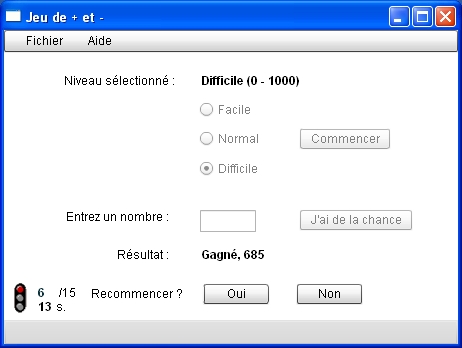 Jeu de + et -
Fichier Aide
Niveau sélectionné : Difficile (0 - 1000)
Facile
Normal Commencer
Difficile
Entrez un nombre : J'ai de la chance
Résultat : Gagné, 685
6 /15 Recommencer ? Oui Non
13 s.